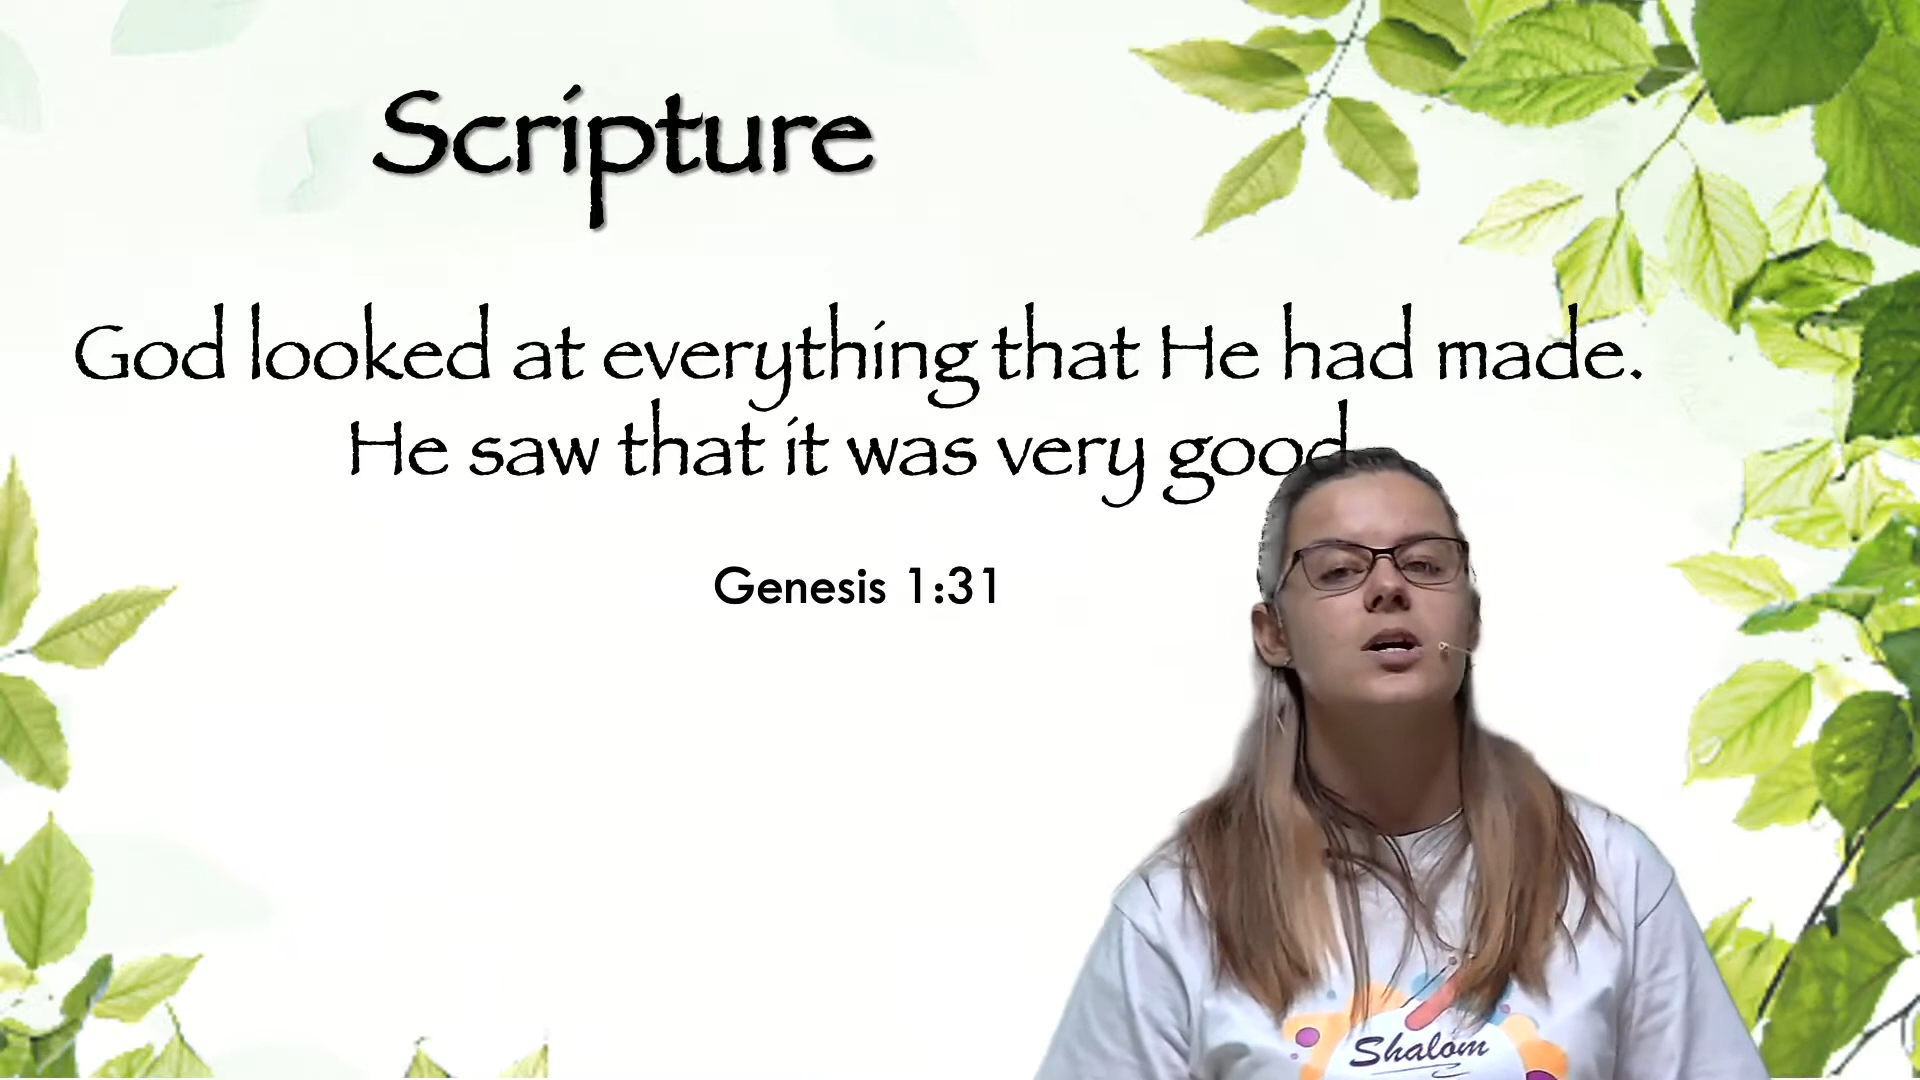 Scripture
God looked at everything that He had made.
He saw that it was very good
Genesis 1:31
Shalom